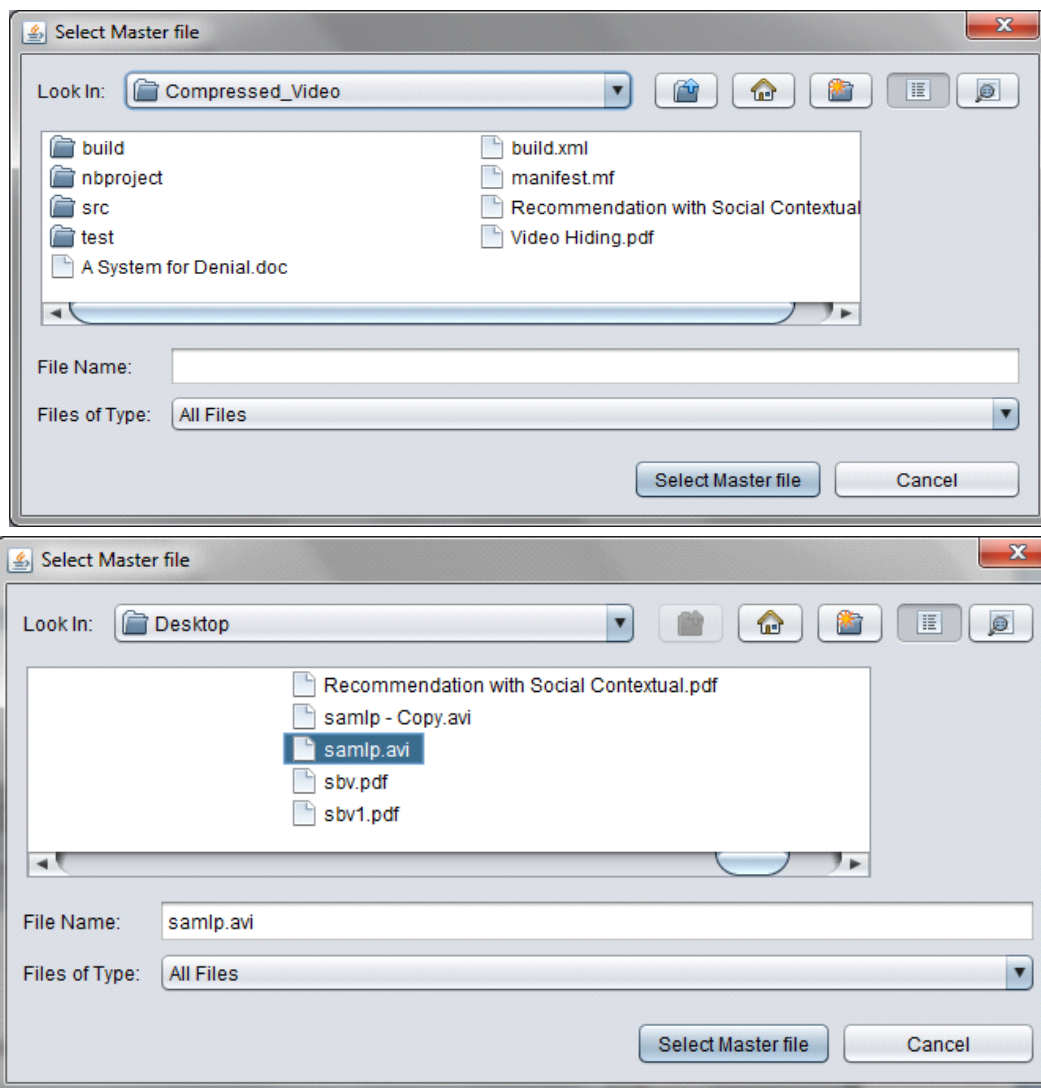 Select Master file
Look In: Compressed_Video
build build.xml
nbproject manifest.mf
src Recommendation with Social Contextual
test Video Hiding.pdf
A System for Denial.doc
File Name:
Files of Type: All Files
Select Master file Cancel
Select Master file
Look In: Desktop
Recommendation with Social Contextual.pdf
samlp - Copy.avi
samlp.avi
sbv.pdf
sbv1.pdf
File Name: samlp.avi
Files of Type: All Files
Select Master file Cancel